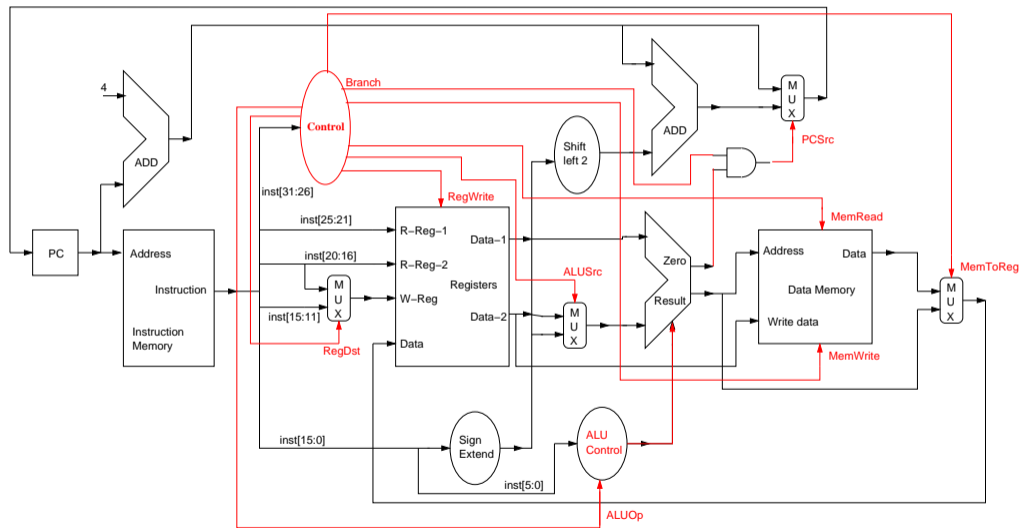 4
ADD
Branch
Control
inst[31:26]
RegWrite
Shift
left 2
ADD
M
U
X
PCSrc
PC
Address
Instruction
Instruction
Memory
inst[25:21]
inst[20:16]
inst[15:11]
M
U
X
RegDst
R−Reg−1
R−Reg−2
W−Reg
Data
Registers
Data−1
Data−2
ALUSrc
M
U
X
Zero
Result
MemRead
Address
Data
Data Memory
Write data
MemWrite
MemToReg
M
U
X
inst[15:0]
Sign
Extend
inst[5:0]
ALU
Control
ALUOp